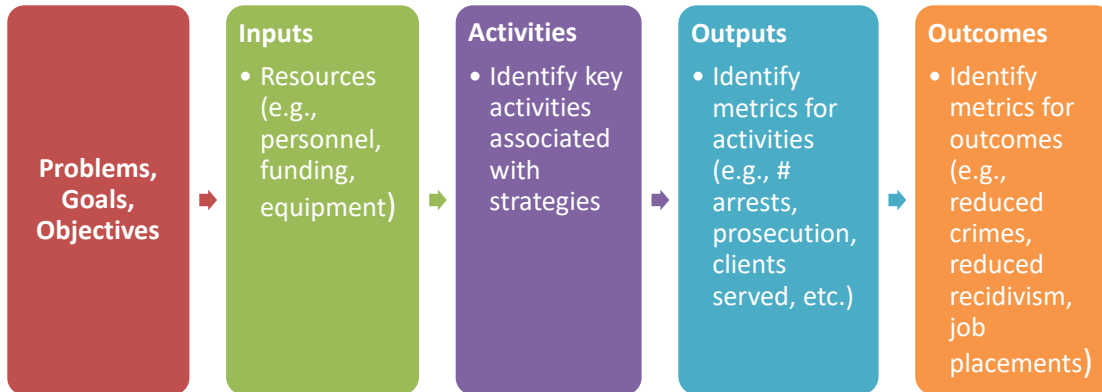 Problems,
Goals,
Objectives
Inputs
• Resources
(e.g.,
personnel,
funding,
equipment)
Activities
• Identify key
activities
associated
with
strategies
Outputs
• Identify
metrics for
activities
(e.g., #
arrests,
prosecution,
clients
served, etc.)
Outcomes
• Identify
metrics for
outcomes
(e.g.,
reduced
crimes,
reduced
recidivism,
job
placements)